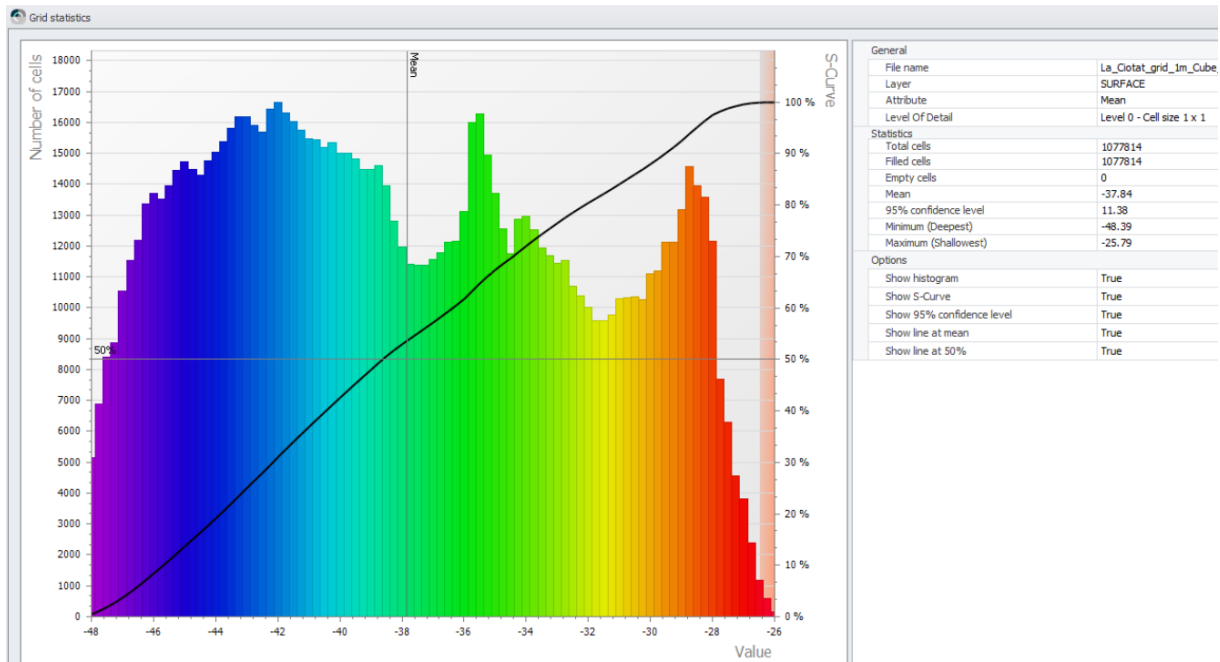 Grid statistics
Number of cells
18000
17000
16000
15000
14000
13000
12000
11000
10000
9000
8000
7000
6000
5000
4000
3000
2000
1000
0
Mean
50%
S-Curve
100 %
90 %
80 %
70 %
60 %
50 %
40 %
30 %
20 %
10 %
0 %
-48 -46 -44 -42 -40 -38 -36 -34 -32 -30 -28 -26
Value
General
File name La_Ciotat_grid_1m_Cube_
Layer SURFACE
Attribute Mean
Level Of Detail Level 0 - Cell size 1 x 1
Statistics
Total cells 1077814
Filled cells 1077814
Empty cells 0
Mean -37.84
95% confidence level 11.38
Minimum (Deepest) -48.39
Maximum (Shallowest) -25.79
Options
Show histogram True
Show S-Curve True
Show 95% confidence level True
Show line at mean True
Show line at 50% True